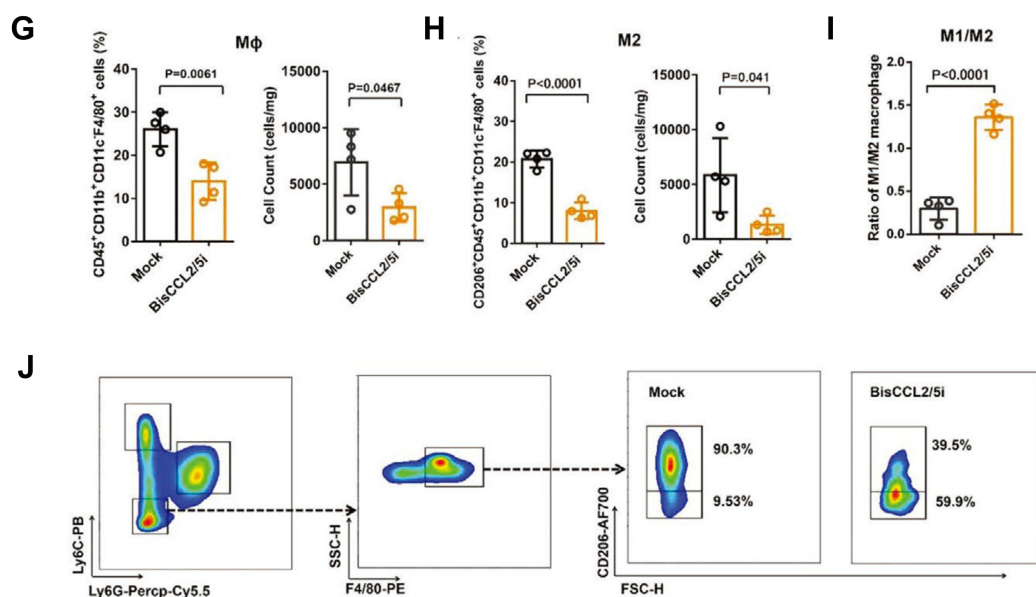 G
Mϕ
CD45⁺CD11b⁺CD11c⁻F4/80⁺ cells (%)
40
30
20
10
0
P=0.0061
Mock
BisCCL2/5i
Cell Count (cells/mg)
15000
10000
5000
0
P=0.0467
Mock
BisCCL2/5i
H
M2
CD206⁺CD45⁺CD11b⁺CD11c⁻F4/80⁺ cells (%)
40
30
20
10
0
P<0.0001
Mock
BisCCL2/5i
Cell Count (cells/mg)
15000
10000
5000
0
P=0.041
Mock
BisCCL2/5i
I
M1/M2
Ratio of M1/M2 macrophage
2.0
1.5
1.0
0.5
0.0
P<0.0001
Mock
BisCCL2/5i
J
Ly6C-PB
Ly6G-Percp-Cy5.5
SSC-H
F4/80-PE
CD206-AF700
Mock
90.3%
9.53%
BisCCL2/5i
39.5%
59.9%
FSC-H